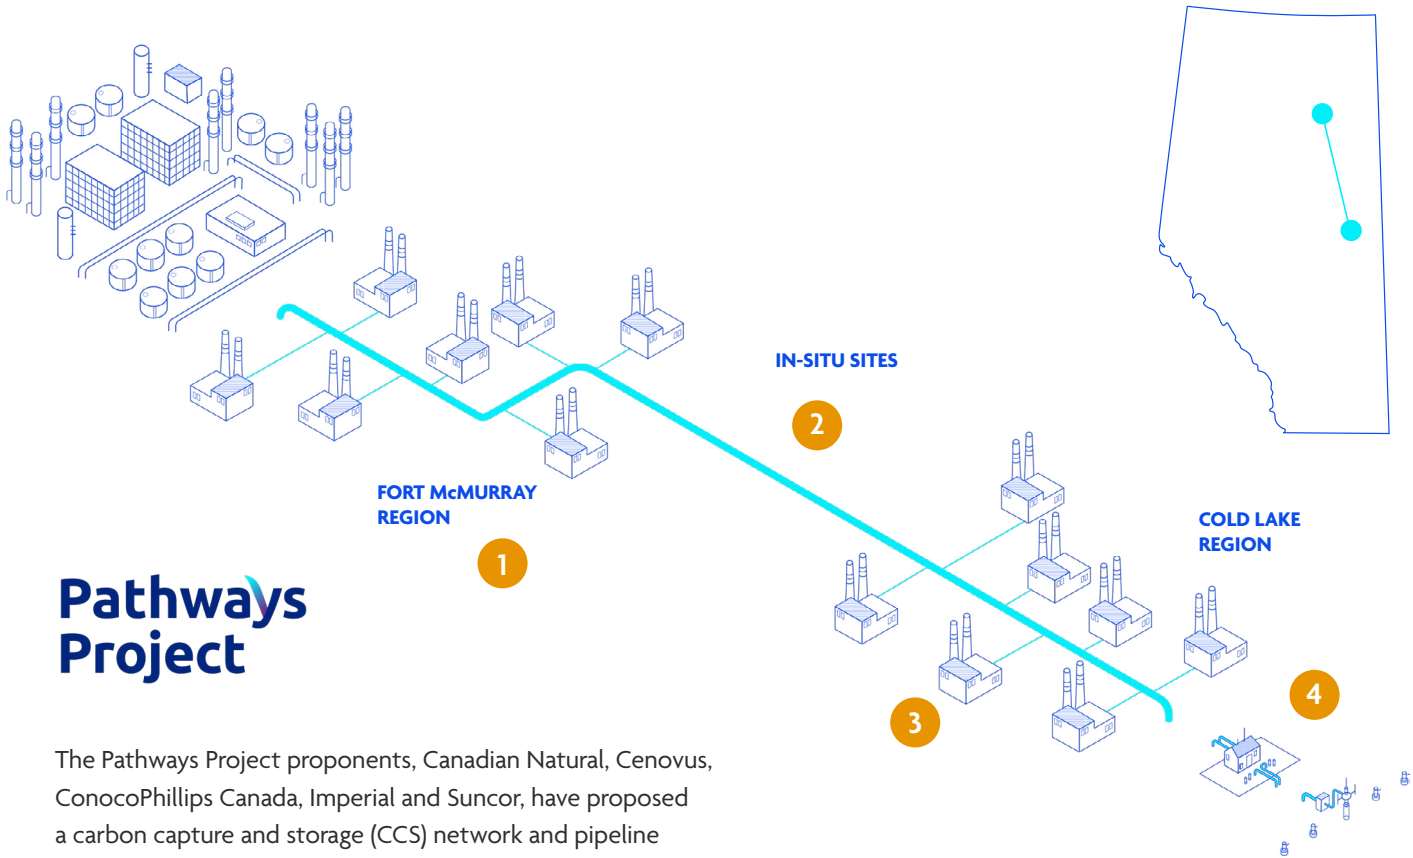 IN-SITU SITES
2
FORT McMURRAY
REGION
1
COLD LAKE
REGION
3
4
Pathways
Project
The Pathways Project proponents, Canadian Natural, Cenovus,
ConocoPhillips Canada, Imperial and Suncor, have proposed
a carbon capture and storage (CCS) network and pipeline